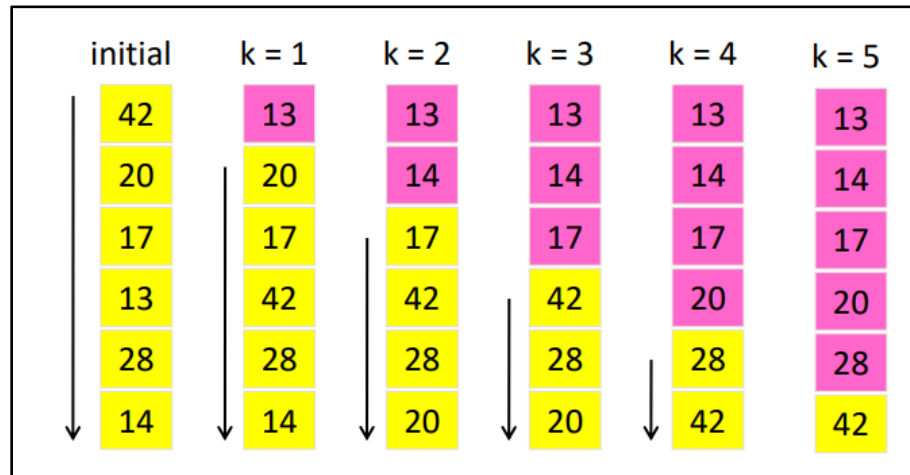 initial k = 1 k = 2 k = 3 k = 4 k = 5
42 13 13 13 13 13
20 20 14 14 14 14
17 17 17 17 17 17
13 42 42 42 20 20
28 28 28 28 28 28
14 14 20 20 42 42